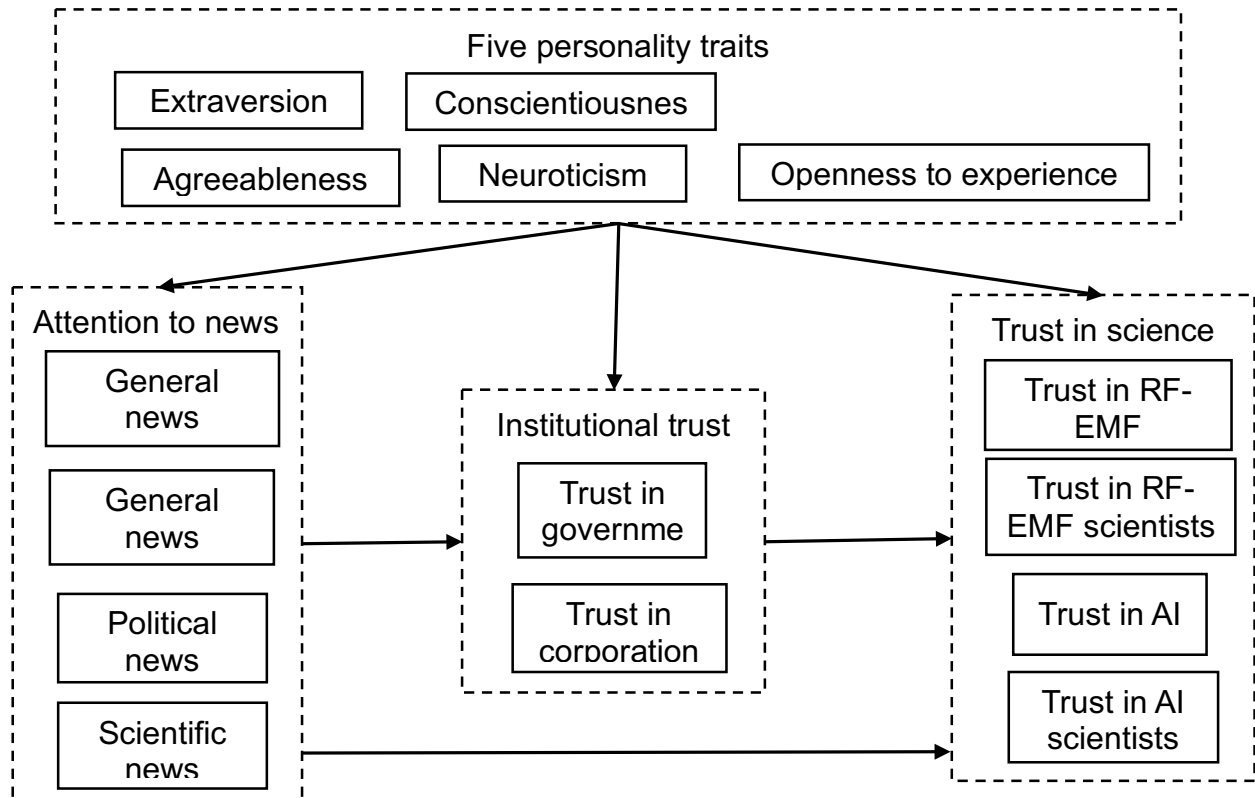 Five personality traits
Extraversion
Conscientiousnes
Agreeableness
Neuroticism
Openness to experience
Attention to news
General
news
General
news
Political
news
Scientific
news
Institutional trust
Trust in
governme
Trust in
corporation
Trust in science
Trust in RF-
EMF
Trust in RF-
EMF scientists
Trust in AI
Trust in AI
scientists